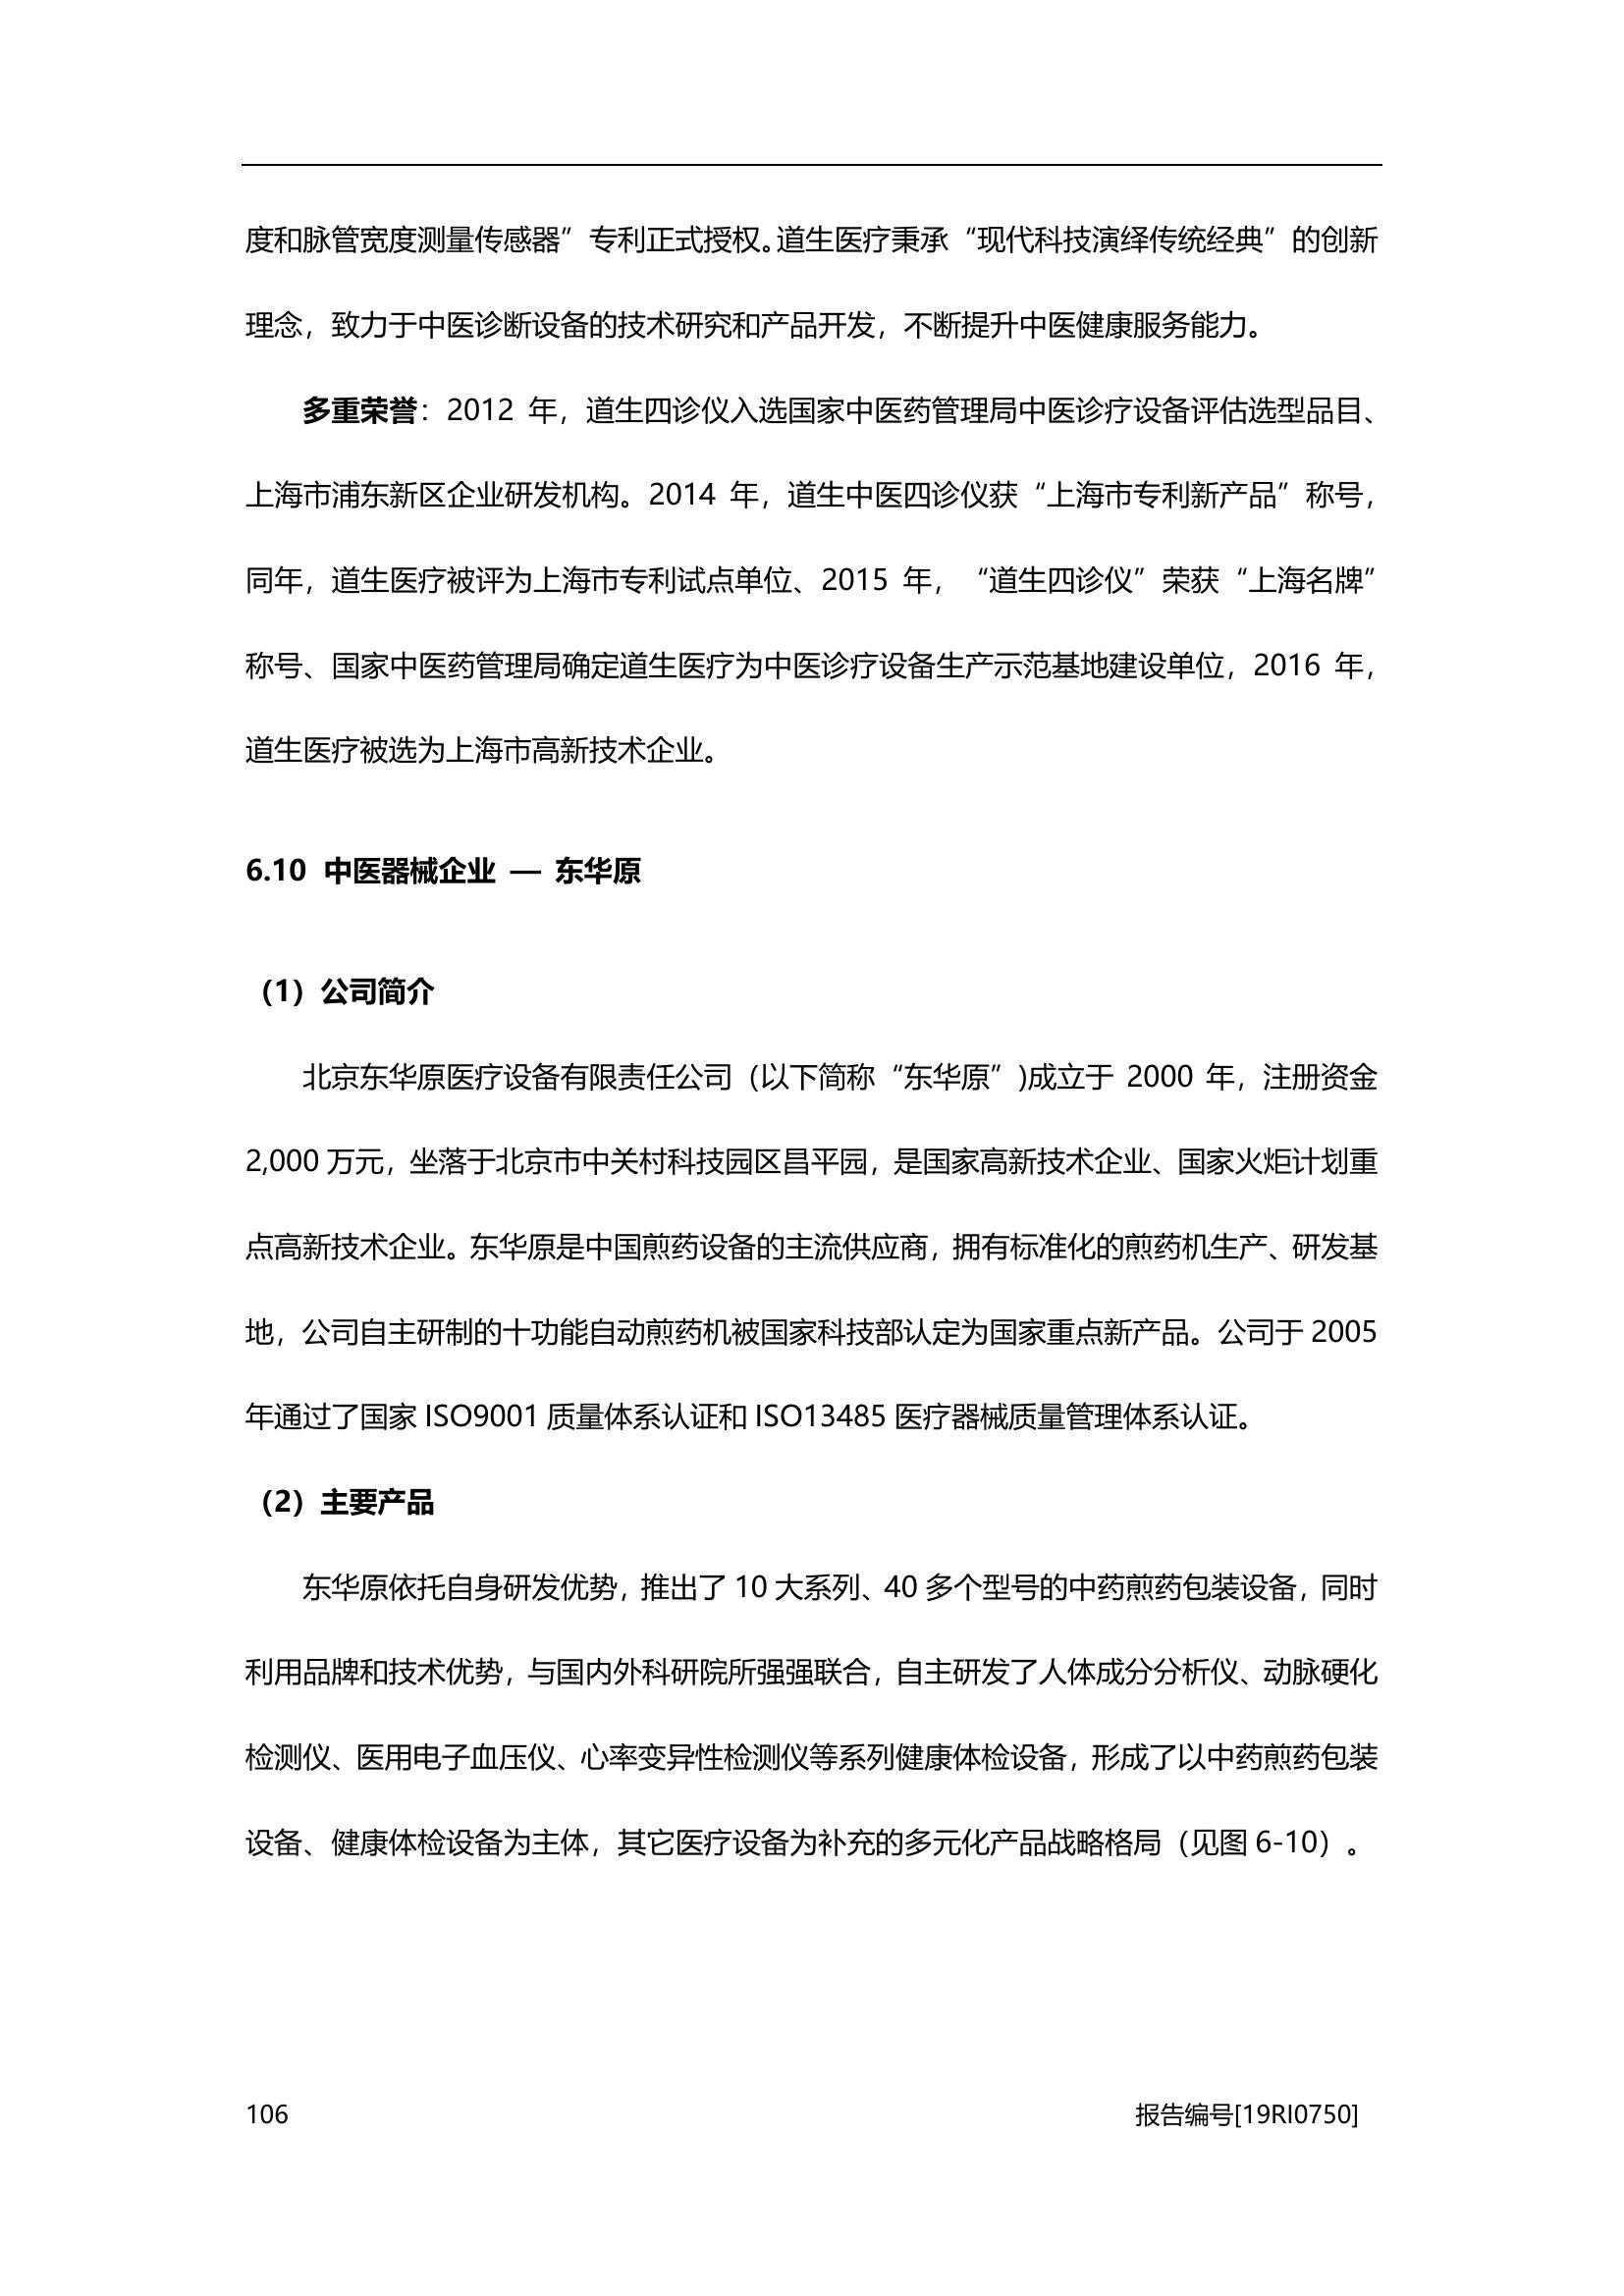 度和脉管宽度测量传感器”专利正式授权。道生医疗秉承“现代科技演绎传统经典”的创新
理念，致力于中医诊断设备的技术研究和产品开发，不断提升中医健康服务能力。
多重荣誉：2012 年，道生四诊仪入选国家中医药管理局中医诊疗设备评估选型品目、
上海市浦东新区企业研发机构。2014 年，道生中医四诊仪获“上海市专利新产品”称号，
同年，道生医疗被评为上海市专利试点单位、2015 年，“道生四诊仪”荣获“上海名牌”
称号、国家中医药管理局确定道生医疗为中医诊疗设备生产示范基地建设单位，2016 年，
道生医疗被选为上海市高新技术企业。
6.10 中医器械企业 — 东华原
（1）公司简介
北京东华原医疗设备有限责任公司 (以下简称“东华原”)成立于 2000 年，注册资金
2,000 万元，坐落于北京市中关村科技园区昌平园，是国家高新技术企业、国家火炬计划重
点高新技术企业。东华原是中国煎药设备的主流供应商，拥有标准化的煎药机生产、研发基
地，公司自主研制的十功能自动煎药机被国家科技部认定为国家重点新产品。公司于 2005
年通过了国家 ISO9001 质量体系认证和 ISO13485 医疗器械质量管理体系认证。
（2）主要产品
东华原依托自身研发优势，推出了 10 大系列、40 多个型号的中药煎药包装设备，同时
利用品牌和技术优势，与国内外科研院所强强联合，自主研发了人体成分分析仪、动脉硬化
检测仪、医用电子血压仪、心率变异性检测仪等系列健康体检设备，形成了以中药煎药包装
设备、健康体检设备为主体，其它医疗设备为补充的多元化产品战略格局（见图 6-10）。
106
报告编号[19RI0750]